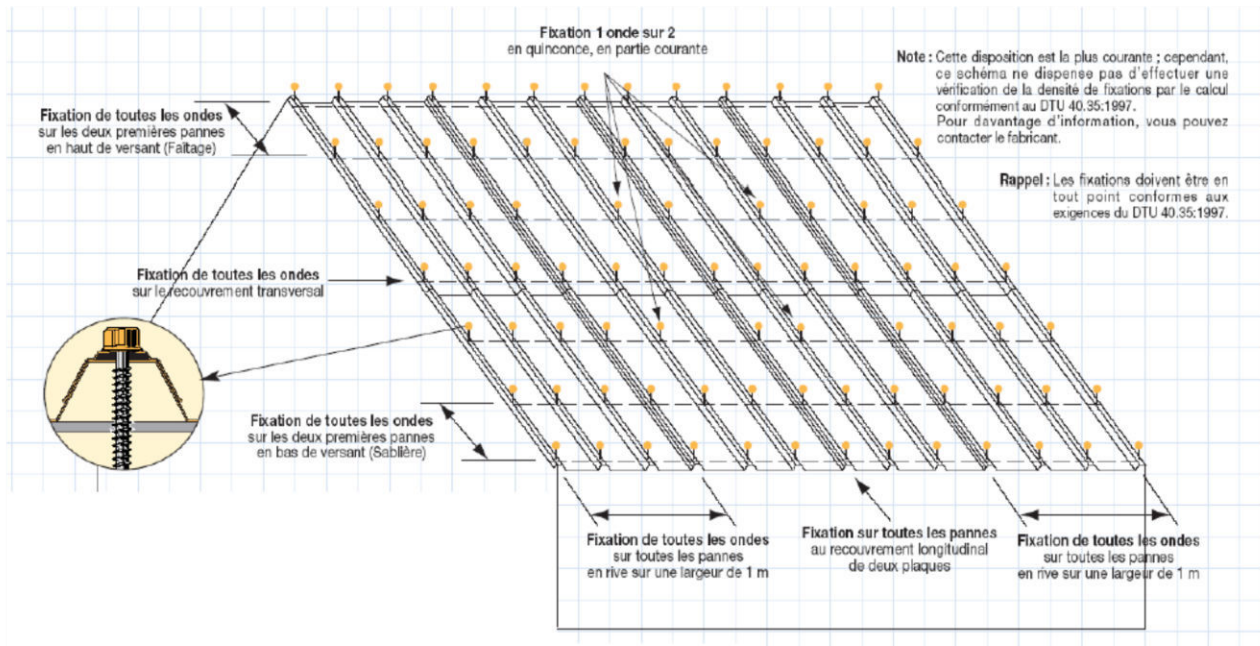 Fixation 1 onde sur 2
en quinconce, en partie courante
Note : Cette disposition est la plus courante ; cependant,
ce schéma ne dispense pas d'effectuer une
vérification de la densité de fixations par le calcul
conformément au DTU 40.35:1997.
Pour davantage d'information, vous pouvez
contacter le fabricant.
Fixation de toutes les ondes
sur les deux premières pannes
en haut de versant (Faîtage)
Rappel : Les fixations doivent être en
tout point conformes aux
exigences du DTU 40.35:1997.
Fixation de toutes les ondes
sur le recouvrement transversal
Fixation de toutes les ondes
sur les deux premières pannes
en bas de versant (Sablière)
Fixation de toutes les ondes
sur toutes les pannes
en rive sur une largeur de 1 m
Fixation sur toutes les pannes
au recouvrement longitudinal
de deux plaques
Fixation de toutes les ondes
sur toutes les pannes
en rive sur une largeur de 1 m